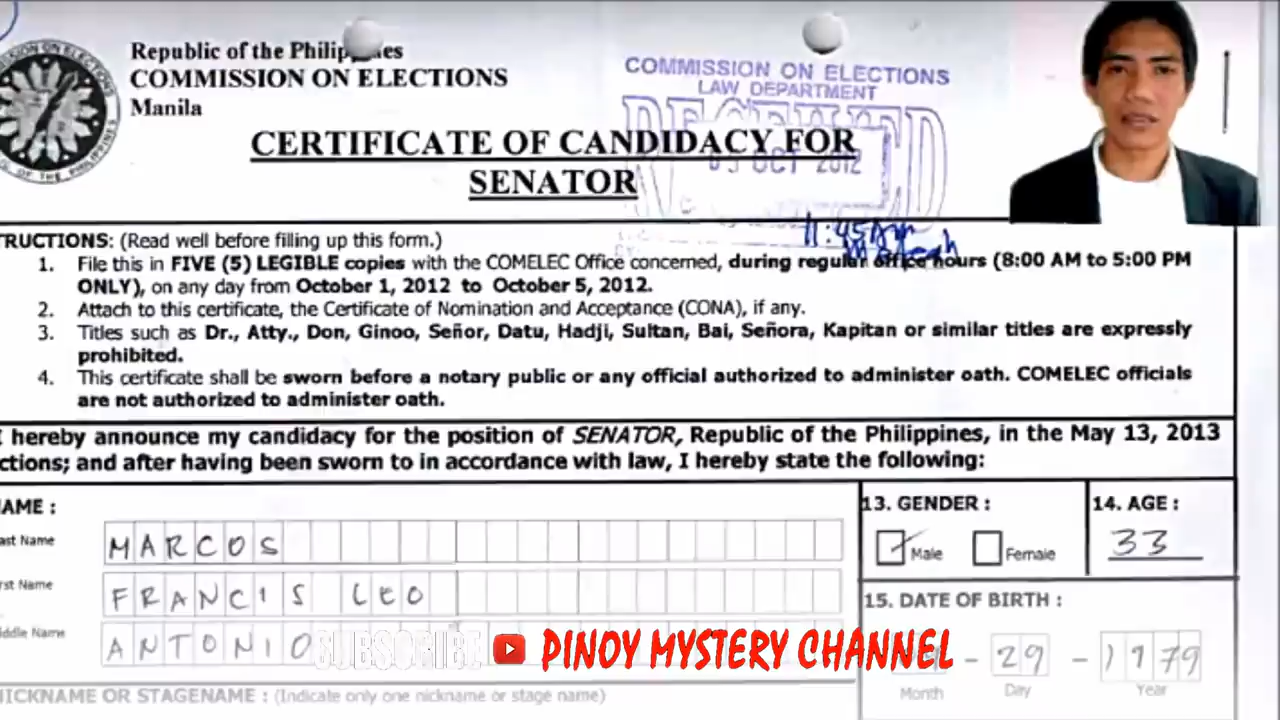 Republic of the Philippines
COMMISSION ON ELECTIONS
Manila
COMMISSION ON ELECTIONS
LAW DEPARTMENT
RECEIVED
OCT 2012
11:45 Am
CERTIFICATE OF CANDIDACY FOR
SENATOR
TRUCTIONS: (Read well before filling up this form.)
1. File this in FIVE (5) LEGIBLE copies with the COMELEC Office concerned, during regular office hours (8:00 AM to 5:00 PM
ONLY), on any day from October 1, 2012 to October 5, 2012.
2. Attach to this certificate, the Certificate of Nomination and Acceptance (CONA), if any.
3. Titles such as Dr., Atty., Don, Ginoo, Señor, Datu, Hadji, Sultan, Bai, Señora, Kapitan or similar titles are expressly
prohibited.
4. This certificate shall be sworn before a notary public or any official authorized to administer oath. COMELEC officials
are not authorized to administer oath.
I hereby announce my candidacy for the position of SENATOR, Republic of the Philippines, in the May 13, 2013
ctions; and after having been sworn to in accordance with law, I hereby state the following:
AME :
ast Name MARCOS
rst Name FRANCIS LEO
iddle Name ANTONIO
13. GENDER :
Male Female
14. AGE :
33
15. DATE OF BIRTH :
- 29 - 1979
Month Day Year
NICKNAME OR STAGENAME : (Indicate only one nickname or stage name)
SUBSCRIBE PINOY MYSTERY CHANNEL